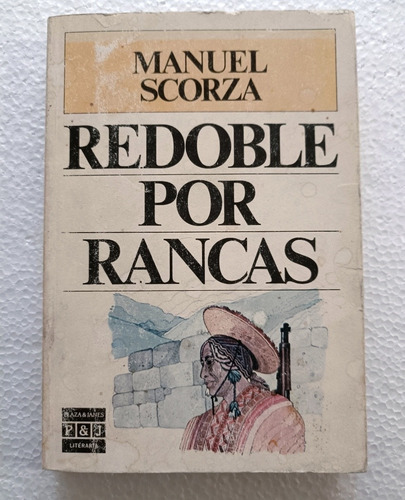 MANUEL
SCORZA
REDOBLE
POR
RANCAS
PLAZA & JANES
P & J
LITERARIA